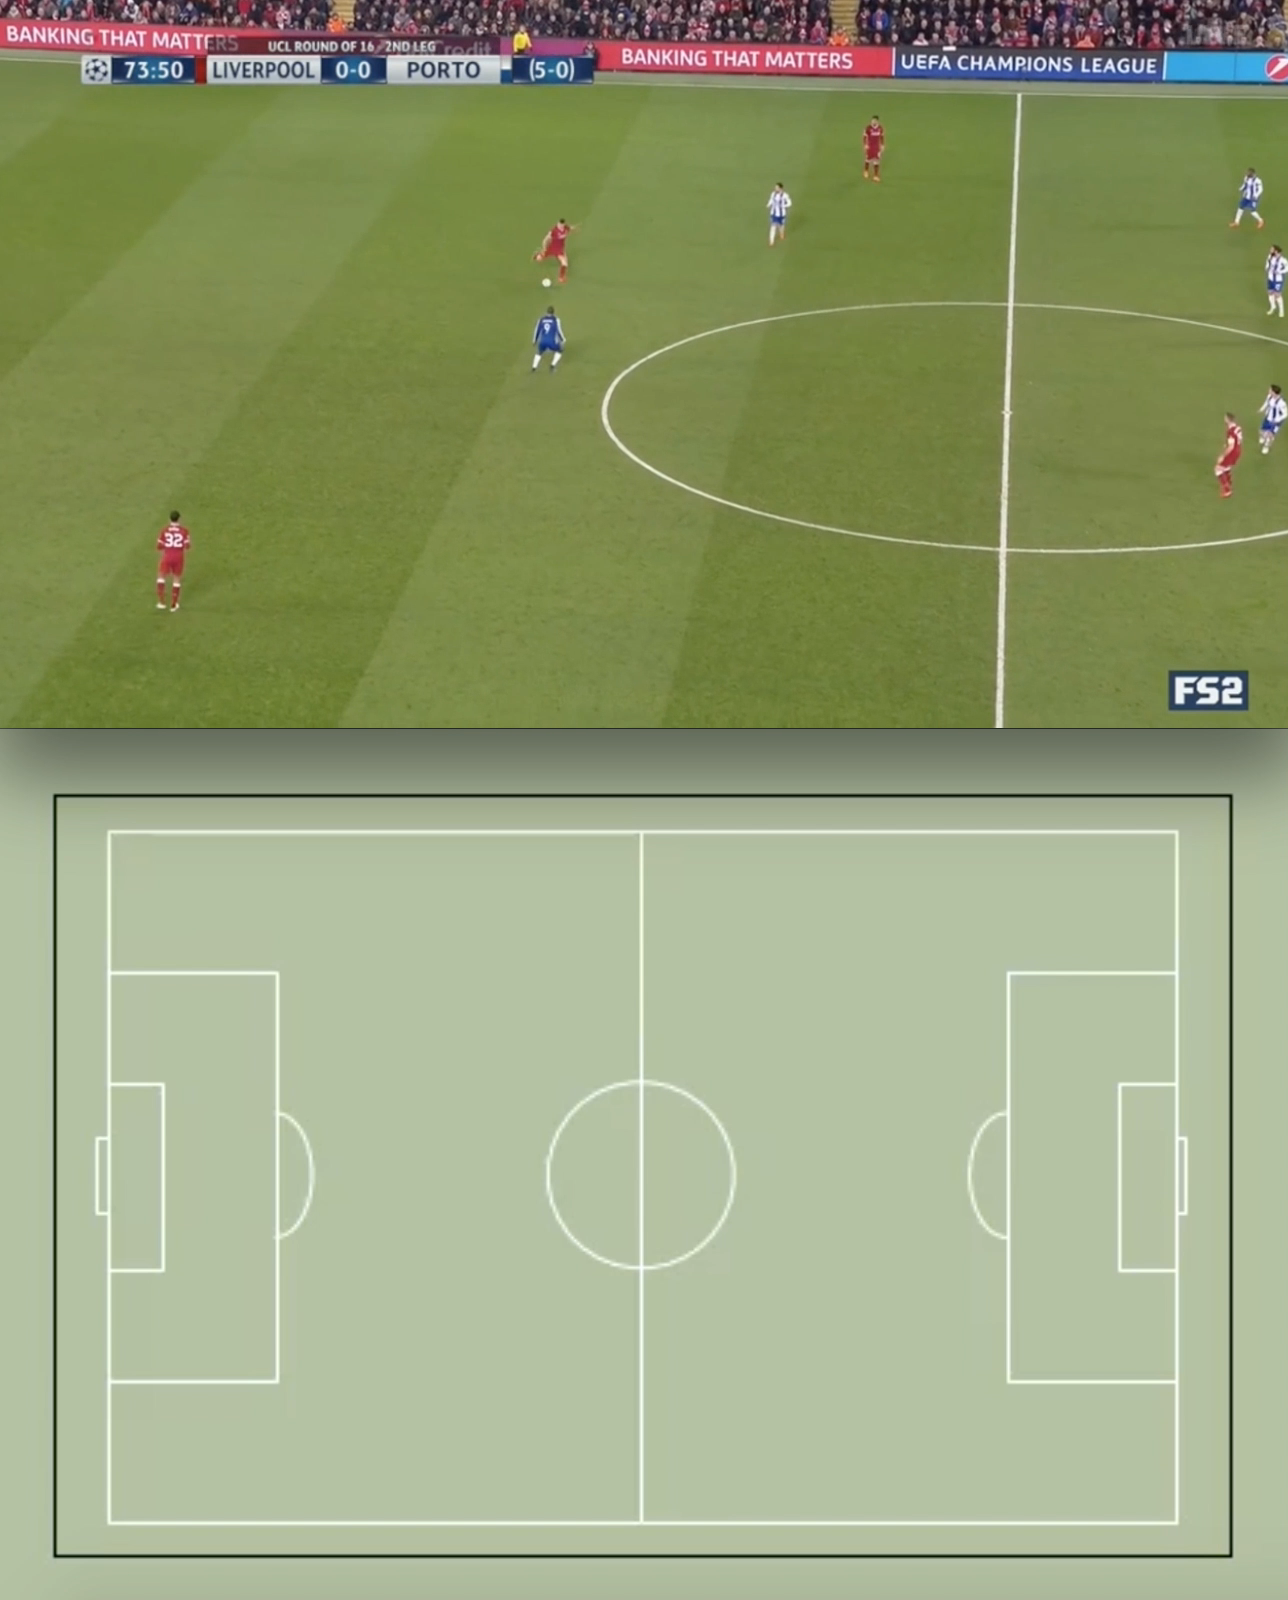 BANKING THAT MATTERS
UCL ROUND OF 16 2ND LEG
redit
73:50 LIVERPOOL 0-0 PORTO (5-0)
BANKING THAT MATTERS
UEFA CHAMPIONS LEAGUE
9
32
FS2